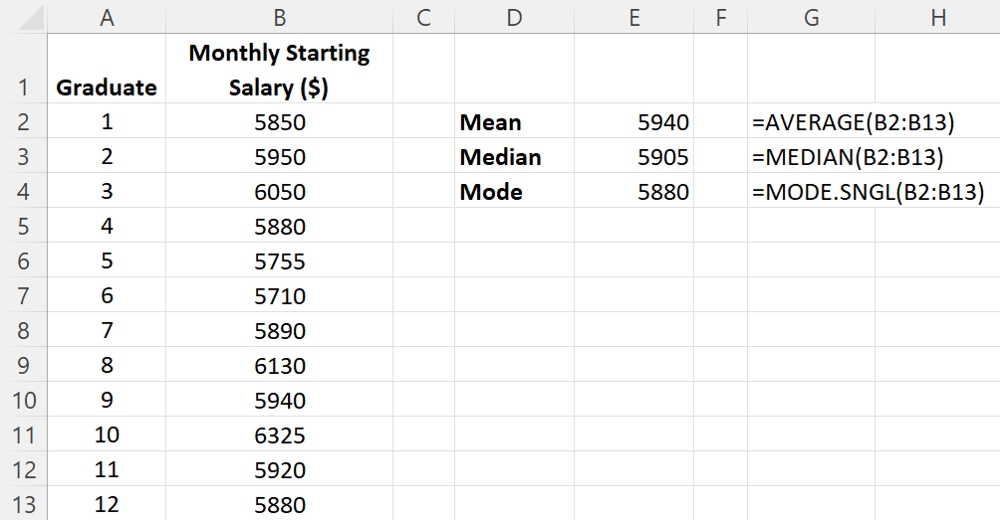 A B C D E F G H
Monthly Starting
1 Graduate Salary ($)
2 1 5850 Mean 5940 =AVERAGE(B2:B13)
3 2 5950 Median 5905 =MEDIAN(B2:B13)
4 3 6050 Mode 5880 =MODE.SNGL(B2:B13)
5 4 5880
6 5 5755
7 6 5710
8 7 5890
9 8 6130
10 9 5940
11 10 6325
12 11 5920
13 12 5880